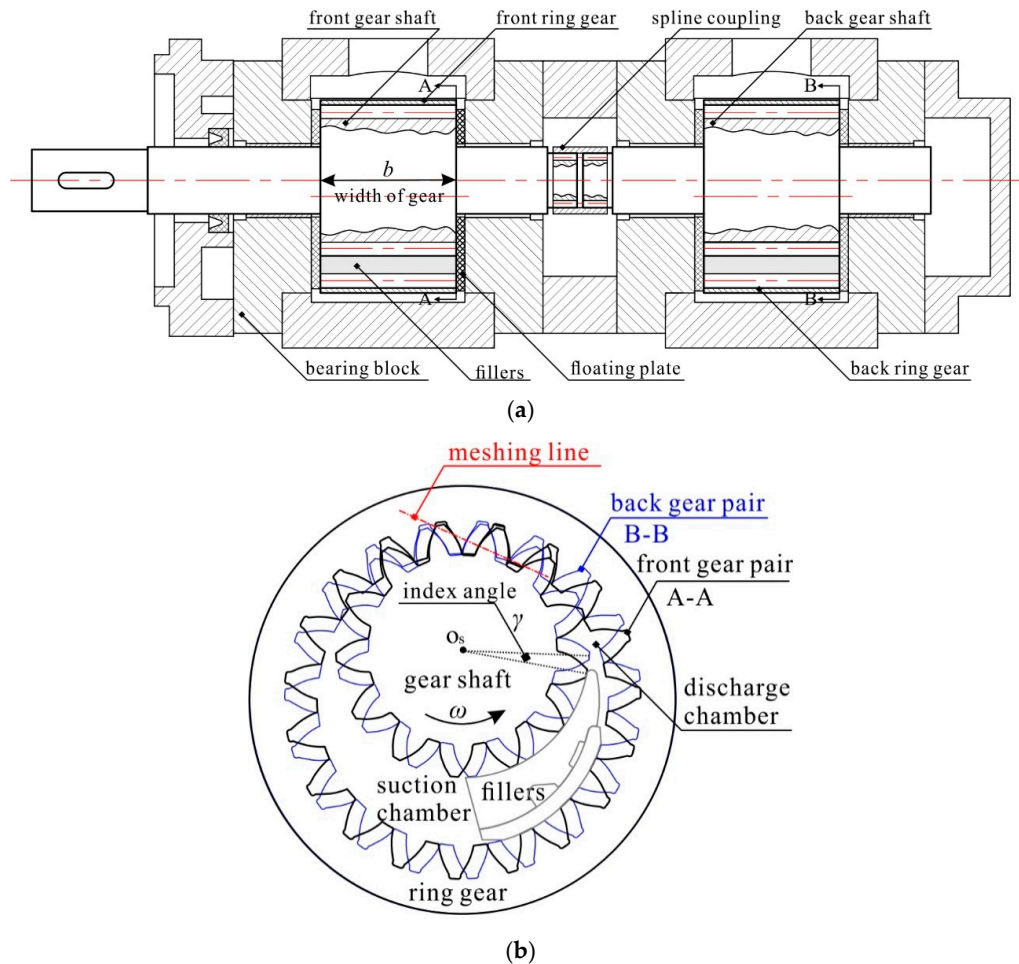 front gear shaft front ring gear spline coupling back gear shaft
A B
b
width of gear
A B
bearing block fillers floating plate back ring gear
(a)
meshing line
back gear pair
B-B
front gear pair
A-A
index angle
γ
os
gear shaft
ω
discharge
chamber
suction
chamber
fillers
ring gear
(b)